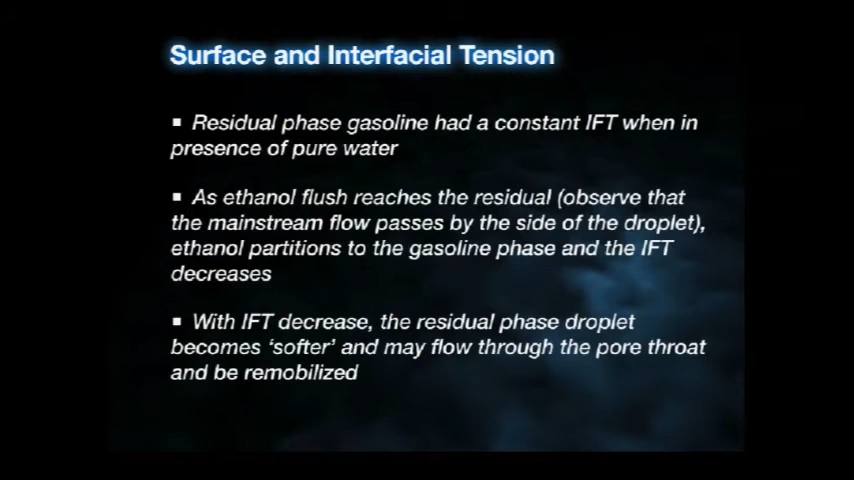 Surface and Interfacial Tension
▪ Residual phase gasoline had a constant IFT when in
presence of pure water
▪ As ethanol flush reaches the residual (observe that
the mainstream flow passes by the side of the droplet),
ethanol partitions to the gasoline phase and the IFT
decreases
▪ With IFT decrease, the residual phase droplet
becomes ‘softer’ and may flow through the pore throat
and be remobilized